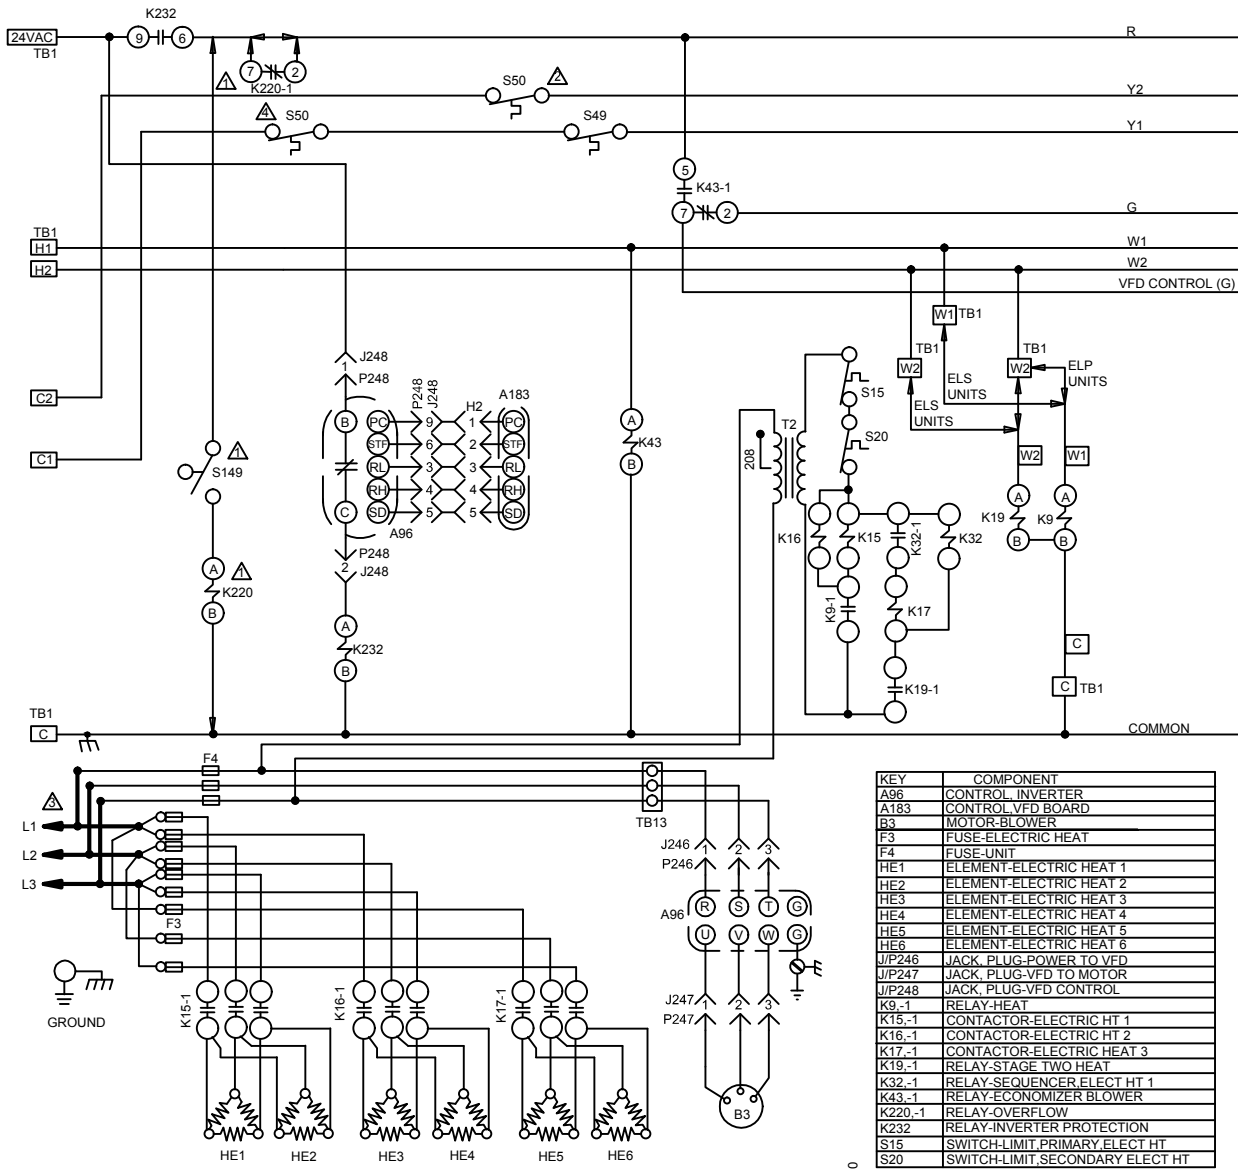 K232
24VAC
TB1
9
6
R
7
2
1
K220-1
S50
2
Y2
4
S50
S49
Y1
5
K43-1
7
2
G
TB1
H1
W1
H2
W2
VFD CONTROL (G)
W1
TB1
TB1
W2
TB1
W2
ELP
UNITS
ELS
UNITS
ELS
UNITS
J248
1
P248
C2
C1
P248
J248
H2
A183
B
PC
9
1
PC
STF
6
2
STF
RL
3
3
RL
RH
4
4
RH
C
SD
5
5
SD
A96
P248
2
J248
S149
1
A
K43
B
208
T2
S15
S20
W2
W1
A
A
K19
K9
B
B
K16
K15
K32-1
K32
A
1
K220
B
A
K232
B
K9-1
K17
K19-1
C
C
TB1
TB1
C
COMMON
F4
TB13
3
L1
L2
L3
F3
J246
1
2
3
P246
A96
R
S
T
G
U
V
W
G
J247
1
2
3
P247
B3
GROUND
K15-1
K16-1
K17-1
HE1
HE2
HE3
HE4
HE5
HE6
0
KEY COMPONENT
A96 CONTROL, INVERTER
A183 CONTROL,VFD BOARD
B3 MOTOR-BLOWER
F3 FUSE-ELECTRIC HEAT
F4 FUSE-UNIT
HE1 ELEMENT-ELECTRIC HEAT 1
HE2 ELEMENT-ELECTRIC HEAT 2
HE3 ELEMENT-ELECTRIC HEAT 3
HE4 ELEMENT-ELECTRIC HEAT 4
HE5 ELEMENT-ELECTRIC HEAT 5
HE6 ELEMENT-ELECTRIC HEAT 6
J/P246 JACK, PLUG-POWER TO VFD
J/P247 JACK, PLUG-VFD TO MOTOR
J/P248 JACK, PLUG-VFD CONTROL
K9,-1 RELAY-HEAT
K15,-1 CONTACTOR-ELECTRIC HT 1
K16,-1 CONTACTOR-ELECTRIC HT 2
K17,-1 CONTACTOR-ELECTRIC HEAT 3
K19,-1 RELAY-STAGE TWO HEAT
K32,-1 RELAY-SEQUENCER,ELECT HT 1
K43,-1 RELAY-ECONOMIZER BLOWER
K220,-1 RELAY-OVERFLOW
K232 RELAY-INVERTER PROTECTION
S15 SWITCH-LIMIT,PRIMARY,ELECT HT
S20 SWITCH-LIMIT,SECONDARY ELECT HT